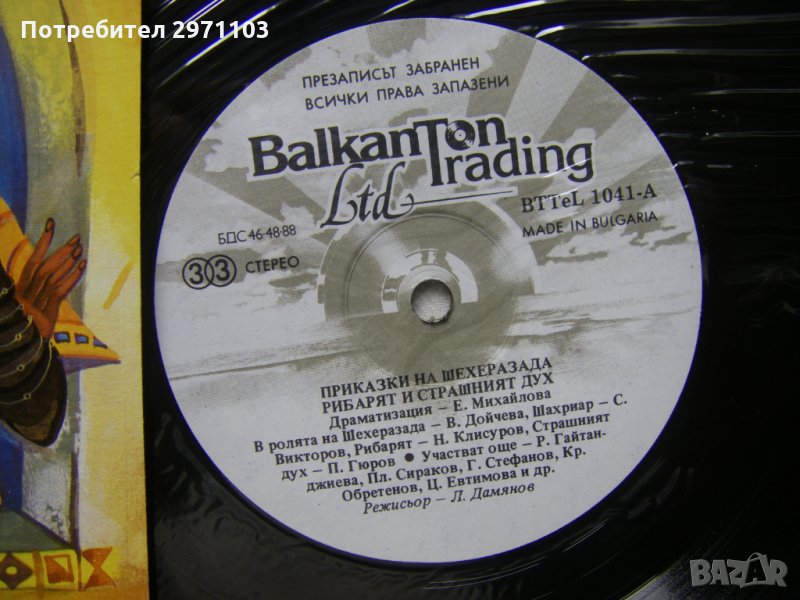 Потребител 2971103
ПРЕЗАПИСЪТ ЗАБРАНЕН
ВСИЧКИ ПРАВА ЗАПАЗЕНИ
BalkanTon
Trading
Ltd
BTTeL 1041-A
MADE IN BULGARIA
БДС 46-48-88
33 СТЕРЕО
ПРИКАЗКИ НА ШЕХЕРАЗАДА
РИБАРЯТ И СТРАШНИЯТ ДУХ
Драматизация – Е. Михайлова
В ролята на Шехеразада – В. Дойчева, Шахриар – С.
Викторов, Рибарят – Н. Клисуров, Страшният
дух – П. Гюров ● Участват още – Р. Гайтан-
джиева, Пл. Сираков, Г. Стефанов, Кр.
Обретенов, Ц. Евтимова и др.
Режисьор – Л. Дамянов
BAZAR